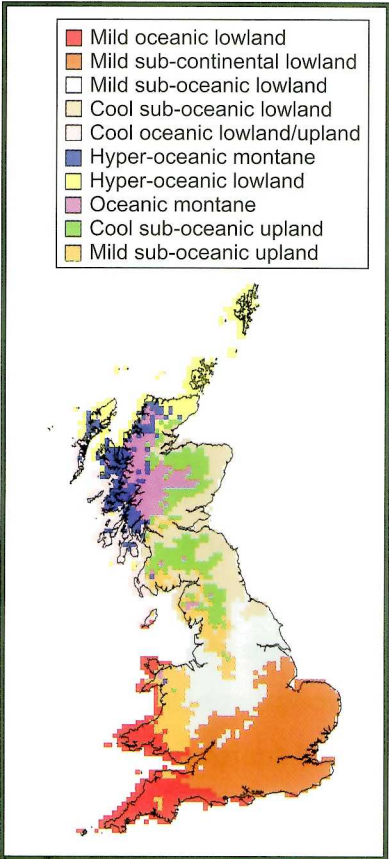 Mild oceanic lowland
Mild sub-continental lowland
Mild sub-oceanic lowland
Cool sub-oceanic lowland
Cool oceanic lowland/upland
Hyper-oceanic montane
Hyper-oceanic lowland
Oceanic montane
Cool sub-oceanic upland
Mild sub-oceanic upland